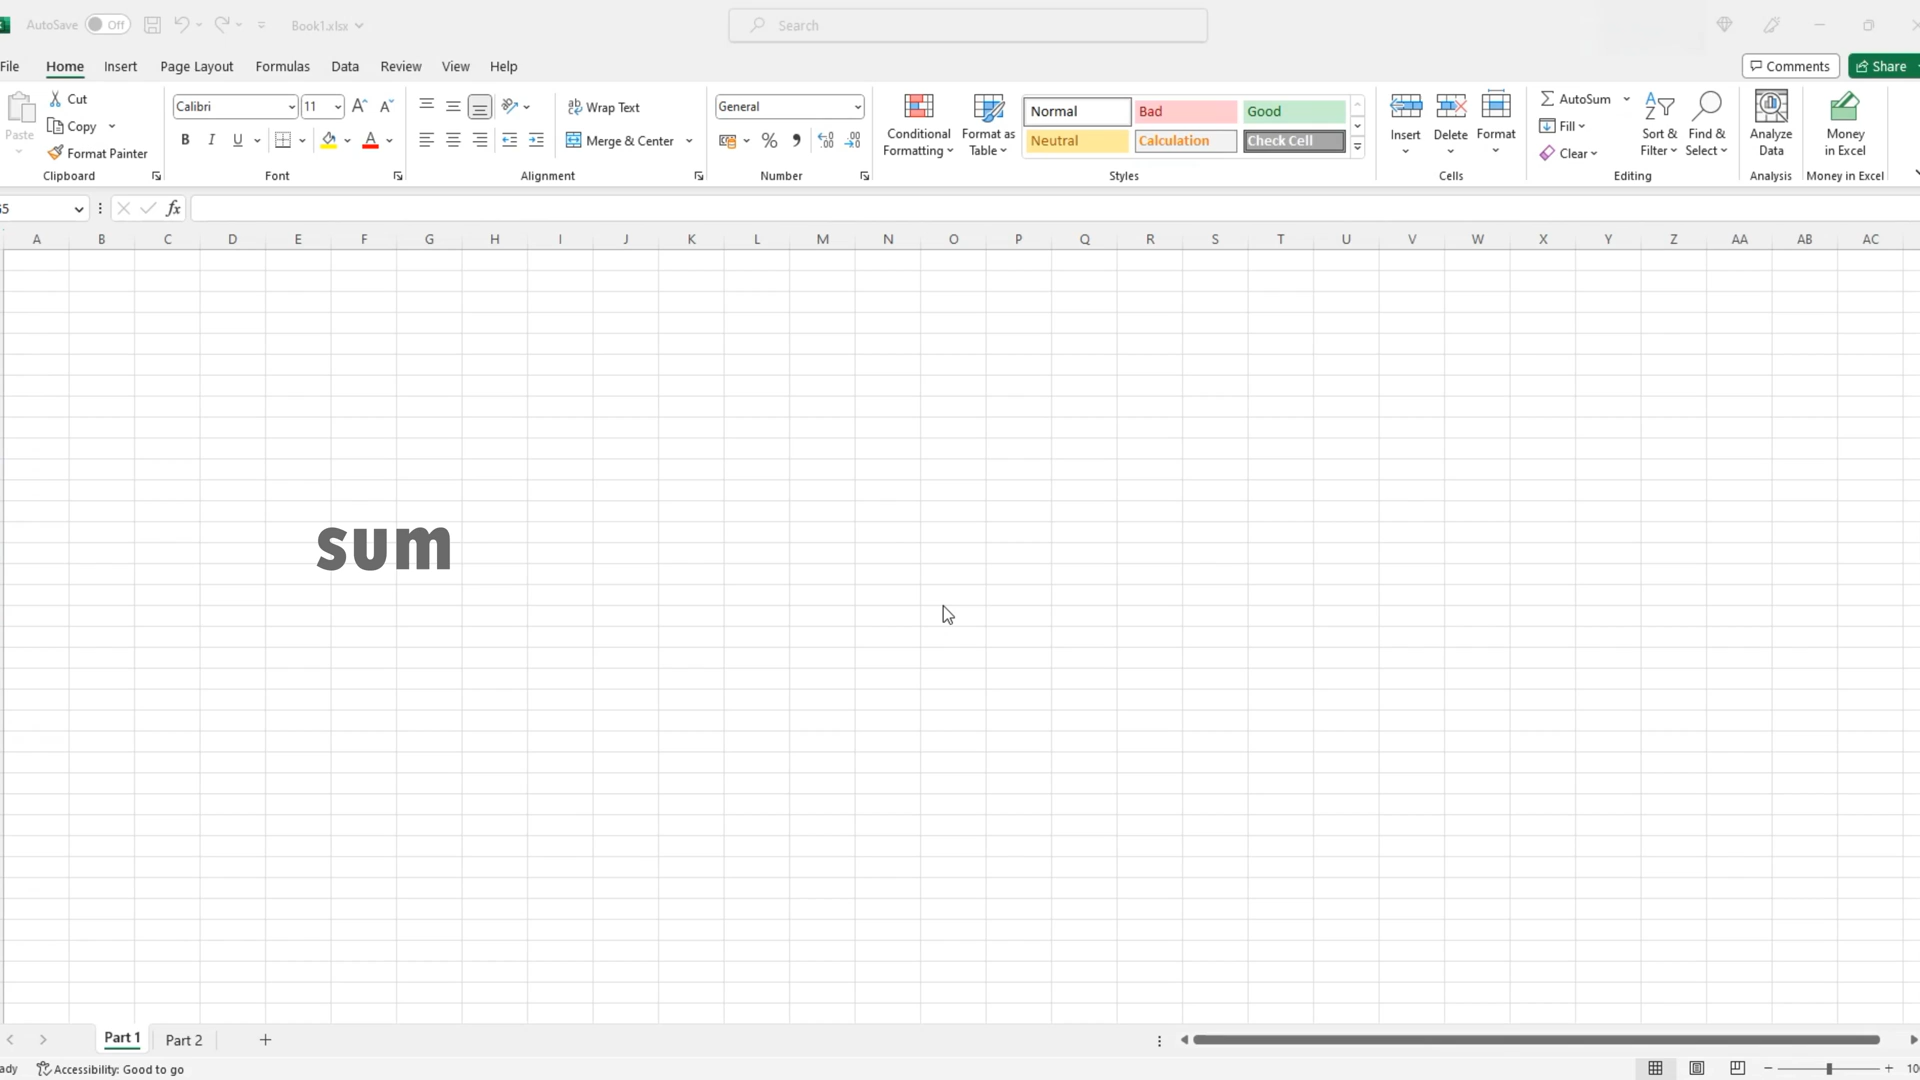 AutoSave Off Book1.xlsx Search
File Home Insert Page Layout Formulas Data Review View Help Comments Share
Paste Cut Copy Format Painter Clipboard
Calibri 11 B I U Font
Wrap Text Merge & Center Alignment
General % Number
Conditional Formatting Format as Table Normal Bad Good Neutral Calculation Check Cell Styles
Insert Delete Format Cells
AutoSum Fill Clear Sort & Filter Find & Select Editing
Analyze Data Analysis
Money in Excel Money in Excel
fx
A B C D E F G H I J K L M N O P Q R S T U V W X Y Z AA AB AC
sum
Part 1 Part 2
Accessibility: Good to go